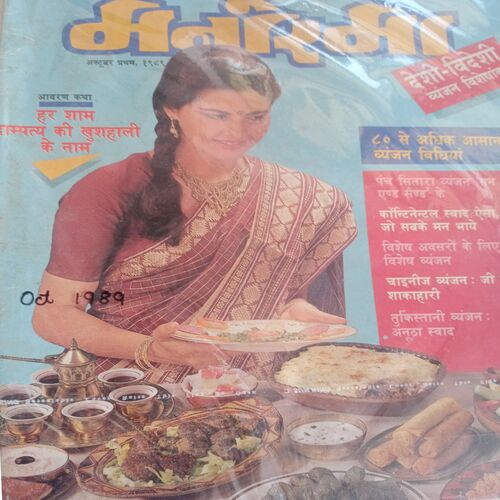 मनोरमा
अक्टूबर प्रथम, १९८९
देशी-विदेशी
व्यंजन
आवरण कथा
हर शाम
की खुशहाली
के नाम
८० से अधिक आसान
व्यंजन विधियां
पंच सितारा व्यंजन
एण्ड सैण्ड के
कॉन्टिनेन्टल स्वाद ऐसा
जो सबके मन भाये
विशेष अवसरों के लिए
विशेष व्यंजन
चाइनीज व्यंजन: जी
शाकाहारी
तुर्किस्तानी व्यंजन:
अनूठा स्वाद
Oct 1989